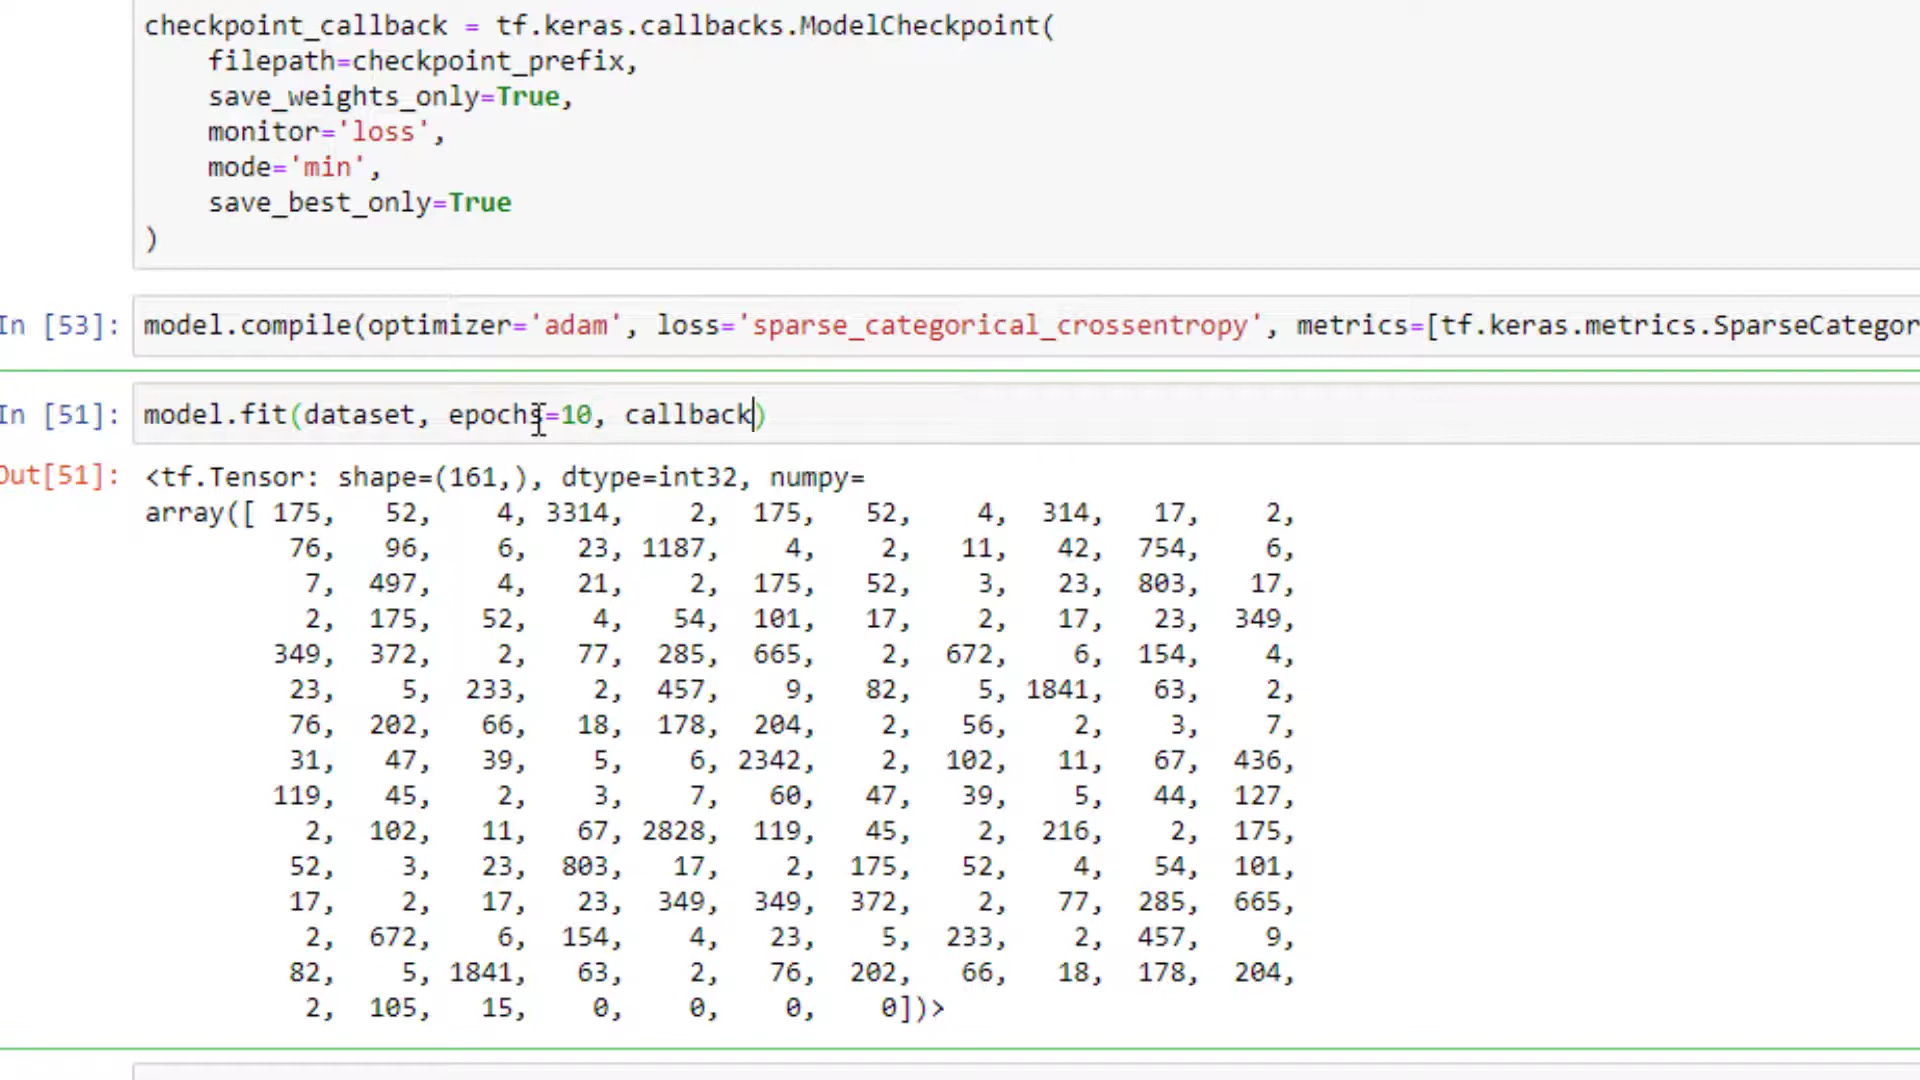 checkpoint_callback = tf.keras.callbacks.ModelCheckpoint(
    filepath=checkpoint_prefix,
    save_weights_only=True,
    monitor='loss',
    mode='min',
    save_best_only=True
)
In [53]: model.compile(optimizer='adam', loss='sparse_categorical_crossentropy', metrics=[tf.keras.metrics.SparseCategor
In [51]: model.fit(dataset, epochs=10, callback)
Out[51]: <tf.Tensor: shape=(161,), dtype=int32, numpy=
array([ 175, 52, 4, 3314, 2, 175, 52, 4, 314, 17, 2,
76, 96, 6, 23, 1187, 4, 2, 11, 42, 754, 6,
7, 497, 4, 21, 2, 175, 52, 3, 23, 803, 17,
2, 175, 52, 4, 54, 101, 17, 2, 17, 23, 349,
349, 372, 2, 77, 285, 665, 2, 672, 6, 154, 4,
23, 5, 233, 2, 457, 9, 82, 5, 1841, 63, 2,
76, 202, 66, 18, 178, 204, 2, 56, 2, 3, 7,
31, 47, 39, 5, 6, 2342, 2, 102, 11, 67, 436,
119, 45, 2, 3, 7, 60, 47, 39, 5, 44, 127,
2, 102, 11, 67, 2828, 119, 45, 2, 216, 2, 175,
52, 3, 23, 803, 17, 2, 175, 52, 4, 54, 101,
17, 2, 17, 23, 349, 349, 372, 2, 77, 285, 665,
2, 672, 6, 154, 4, 23, 5, 233, 2, 457, 9,
82, 5, 1841, 63, 2, 76, 202, 66, 18, 178, 204,
2, 105, 15, 0, 0, 0, 0])>